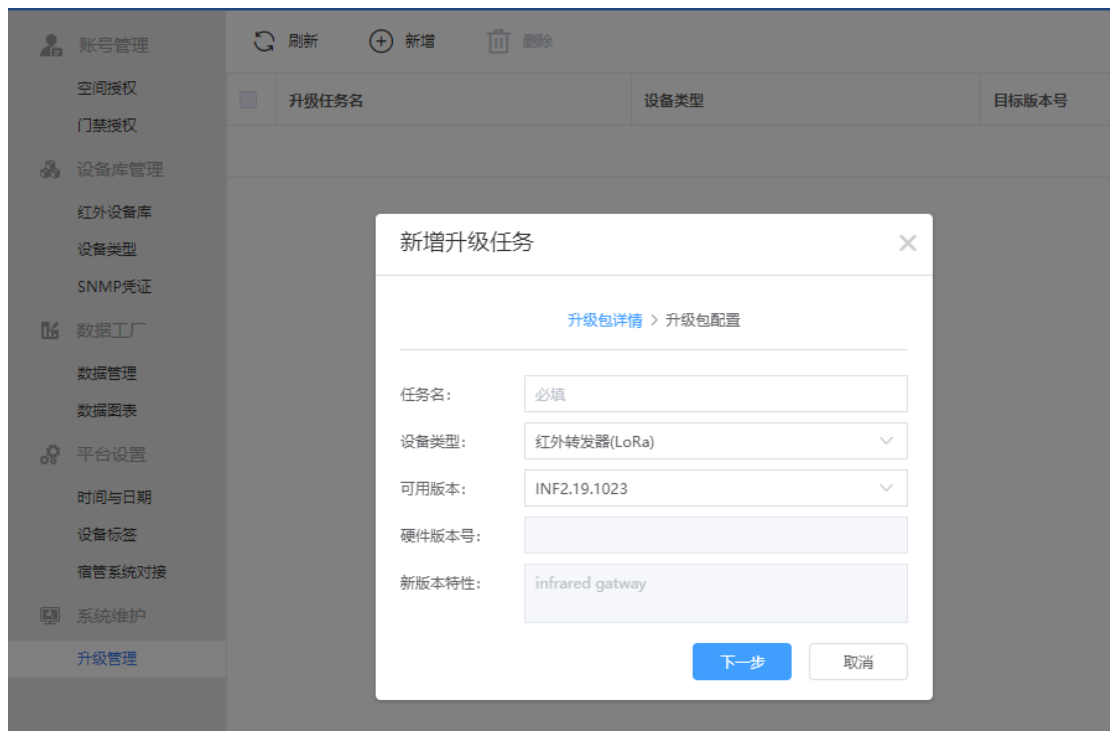 账号管理
空间授权
门禁授权
设备库管理
红外设备库
设备类型
SNMP凭证
数据工厂
数据管理
数据图表
平台设置
时间与日期
设备标签
宿管系统对接
系统维护
升级管理
刷新 新增 删除
升级任务名 设备类型 目标版本号
新增升级任务
升级包详情 > 升级包配置
任务名: 必填
设备类型: 红外转发器(LoRa)
可用版本: INF2.19.1023
硬件版本号:
新版本特性: infrared gatway
下一步 取消